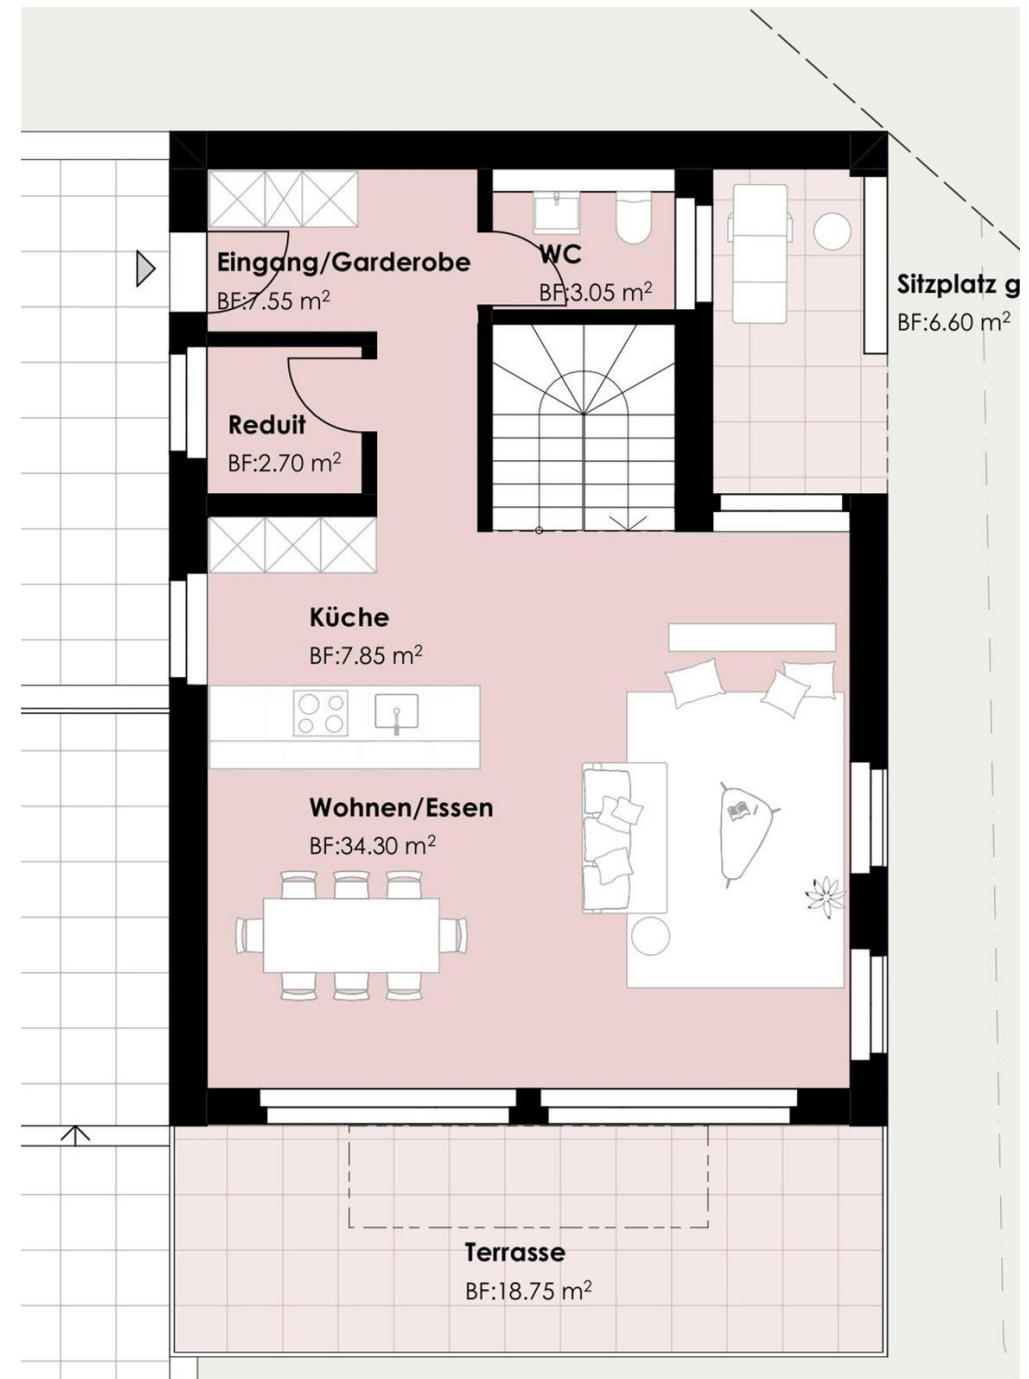 Eingang/Garderobe
BF:7.55 m²
WC
BF:3.05 m²
Sitzplatz g
BF:6.60 m²
Reduit
BF:2.70 m²
Küche
BF:7.85 m²
Wohnen/Essen
BF:34.30 m²
Terrasse
BF:18.75 m²